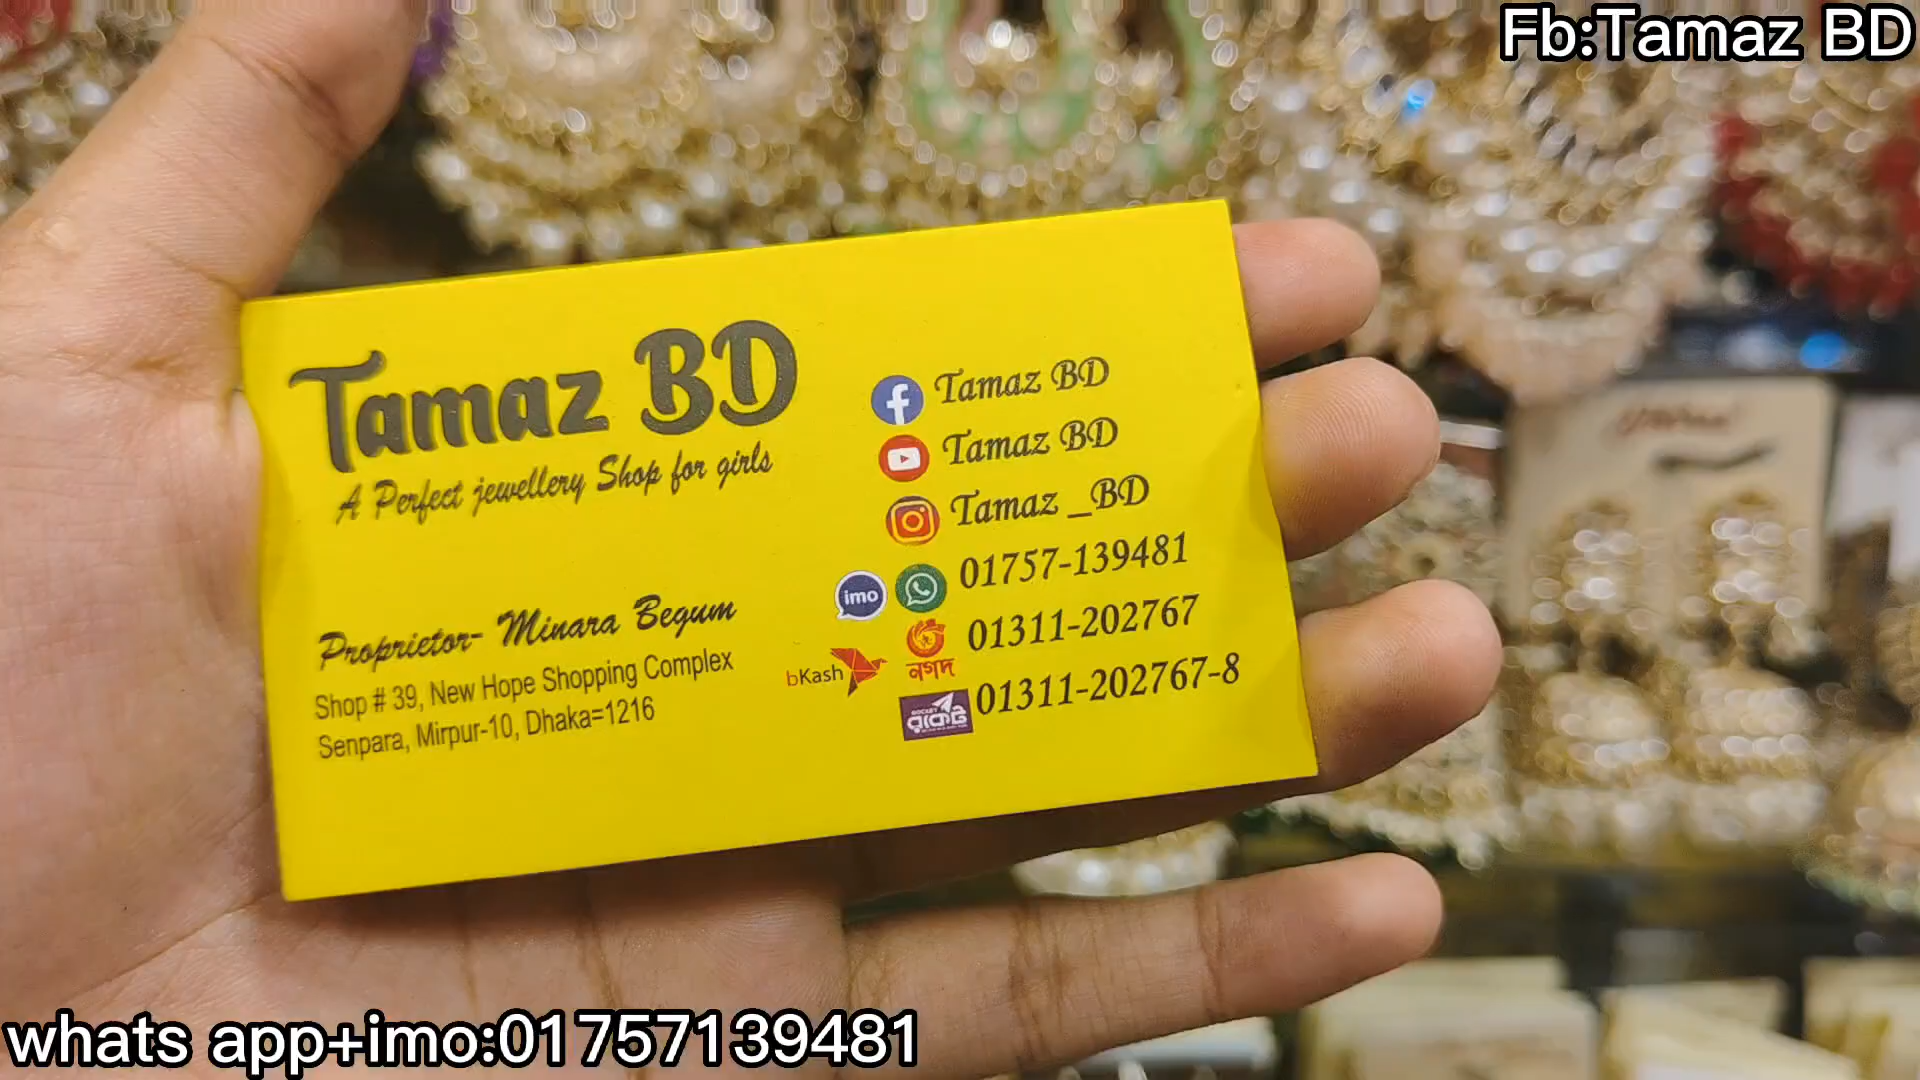 Fb:Tamaz BD
Tamaz BD
A Perfect jewellery Shop for girls
Proprietor- Minara Begum
Shop # 39, New Hope Shopping Complex
Senpara, Mirpur-10, Dhaka=1216
Tamaz BD
Tamaz BD
Tamaz _BD
imo 01757-139481
bKash নগদ 01311-202767
ROCKET
রকেট 01311-202767-8
whats app+imo:01757139481